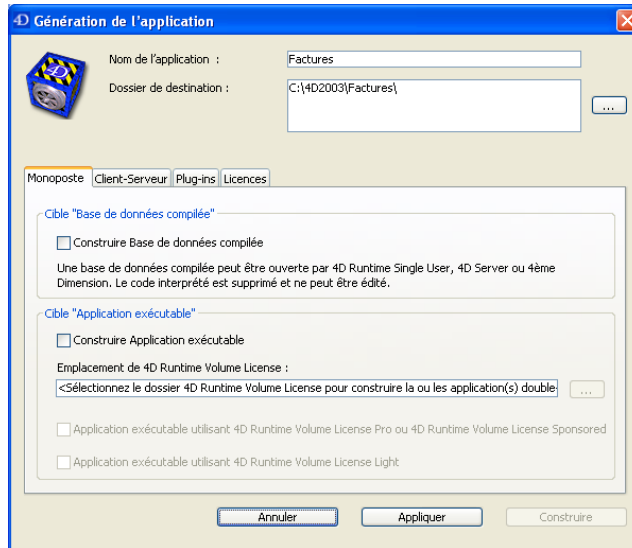 4D Génération de l'application
Nom de l'application :
Factures
Dossier de destination :
C:\4D2003\Factures\
...
Monoposte Client-Serveur Plug-ins Licences
Cible "Base de données compilée"
Construire Base de données compilée
Une base de données compilée peut être ouverte par 4D Runtime Single User, 4D Server ou 4ème
Dimension. Le code interprété est supprimé et ne peut être édité.
Cible "Application exécutable"
Construire Application exécutable
Emplacement de 4D Runtime Volume License :
<Sélectionnez le dossier 4D Runtime Volume License pour construire la ou les application(s) double-
...
Application exécutable utilisant 4D Runtime Volume License Pro ou 4D Runtime Volume License Sponsored
Application exécutable utilisant 4D Runtime Volume License Light
Annuler Appliquer Construire